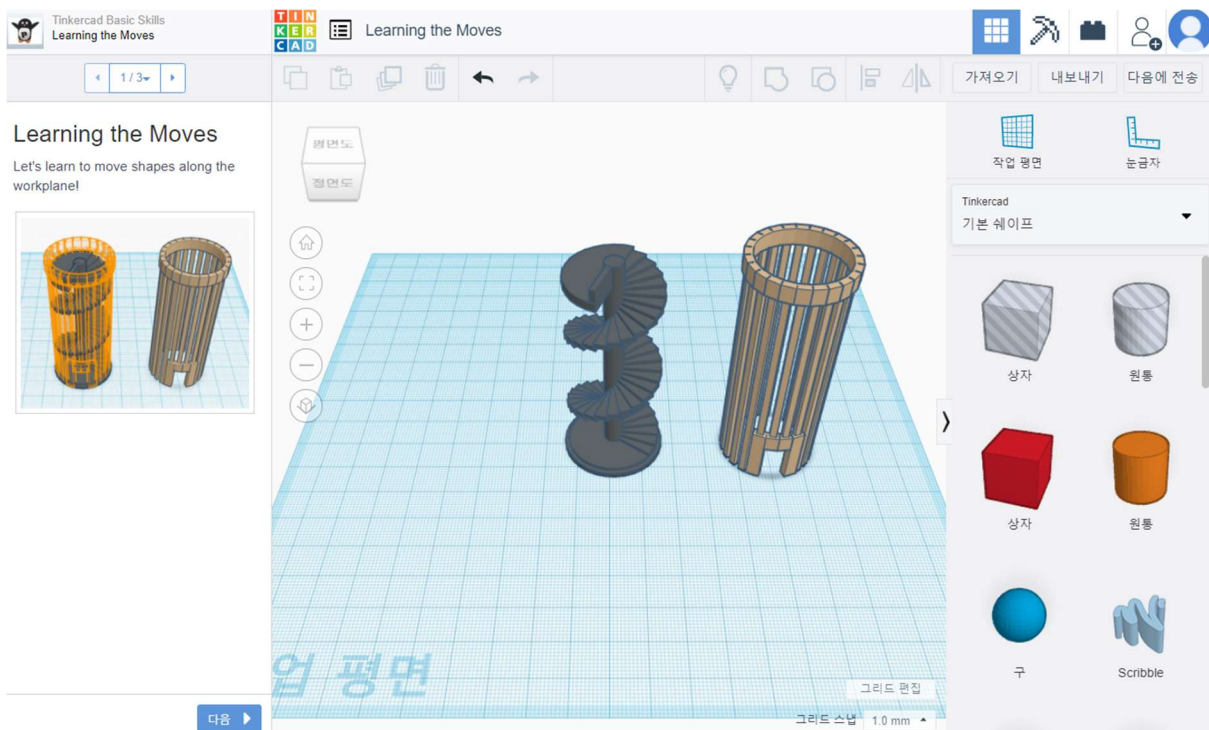 Tinkercad Basic Skills
Learning the Moves
TIN
KER
CAD
Learning the Moves
1 / 3
가져오기
내보내기
다음에 전송
Learning the Moves
Let's learn to move shapes along the
workplane!
평면도
정면도
작업 평면
눈금자
Tinkercad
기본 쉐이프
상자
원통
상자
원통
구
Scribble
업 평면
그리드 편집
그리드 스냅
1.0 mm
다음